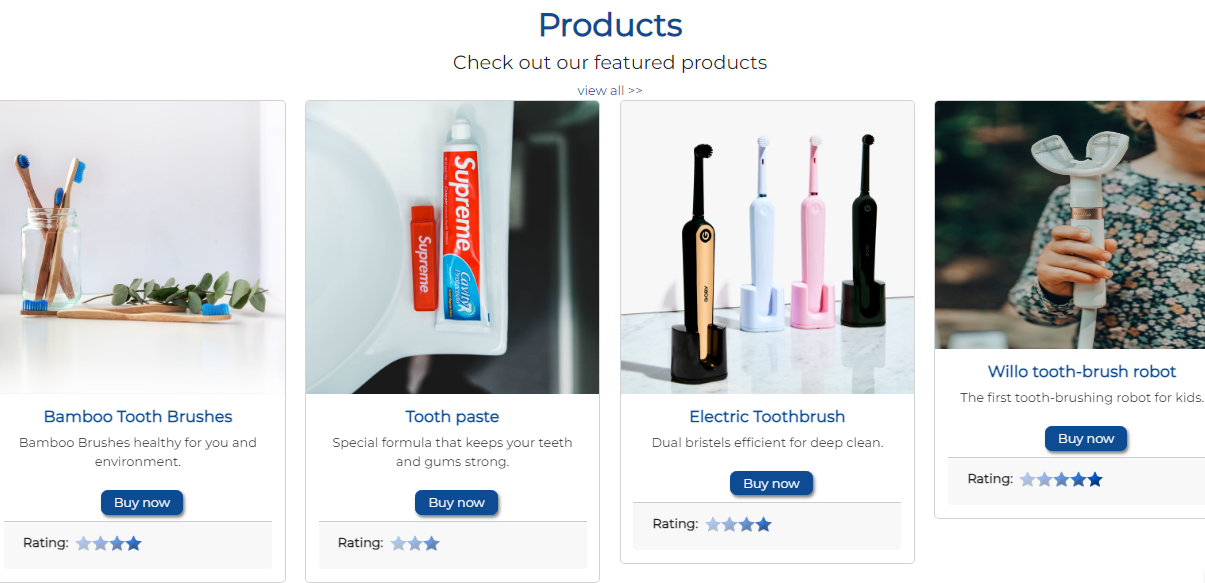 Products
Check out our featured products
view all >>
Supreme
Supreme
Cavity
Protection
Bamboo Tooth Brushes
Bamboo Brushes healthy for you and
environment.
Buy now
Rating:
Tooth paste
Special formula that keeps your teeth
and gums strong.
Buy now
Rating:
Electric Toothbrush
Dual bristels efficient for deep clean.
Buy now
Rating:
Willo tooth-brush robot
The first tooth-brushing robot for kids.
Buy now
Rating: